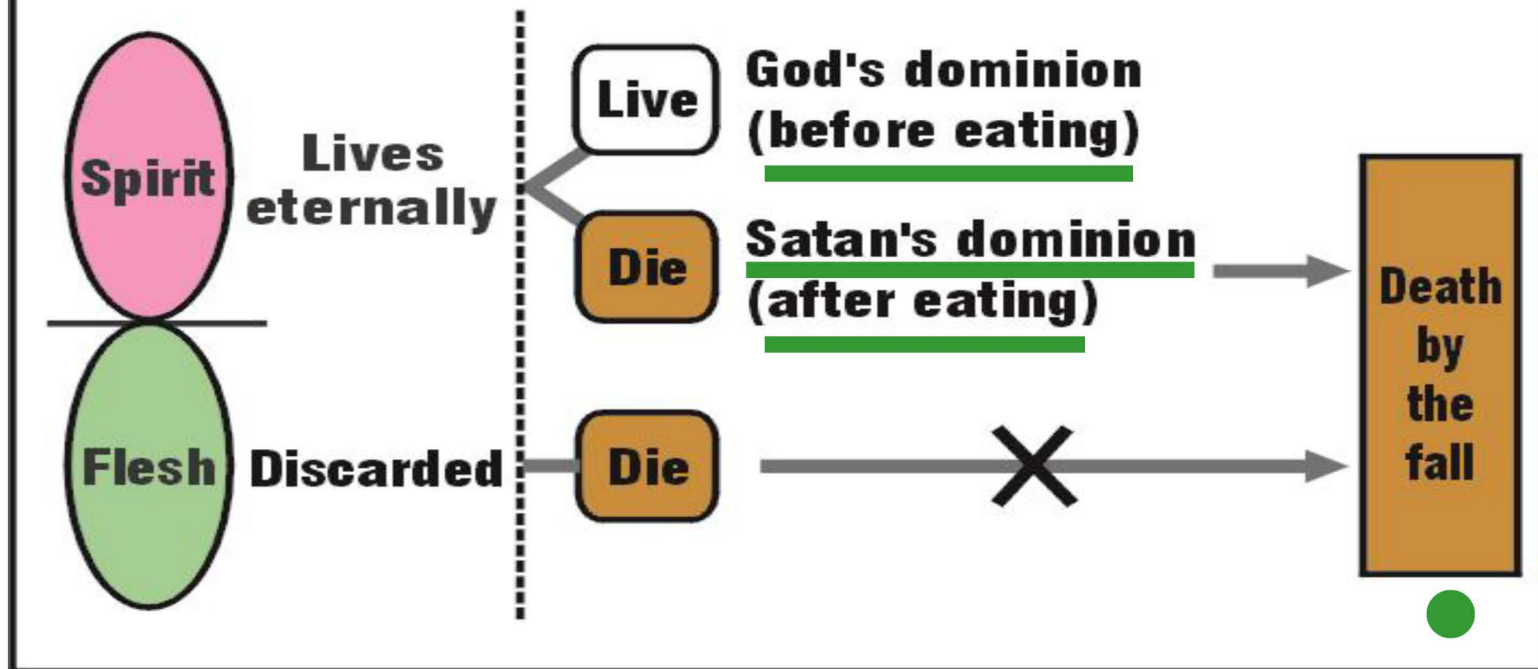 Spirit
Lives
eternally
Live
God's dominion
(before eating)
Die
Satan's dominion
(after eating)
Flesh
Discarded
Die
Death
by
the
fall